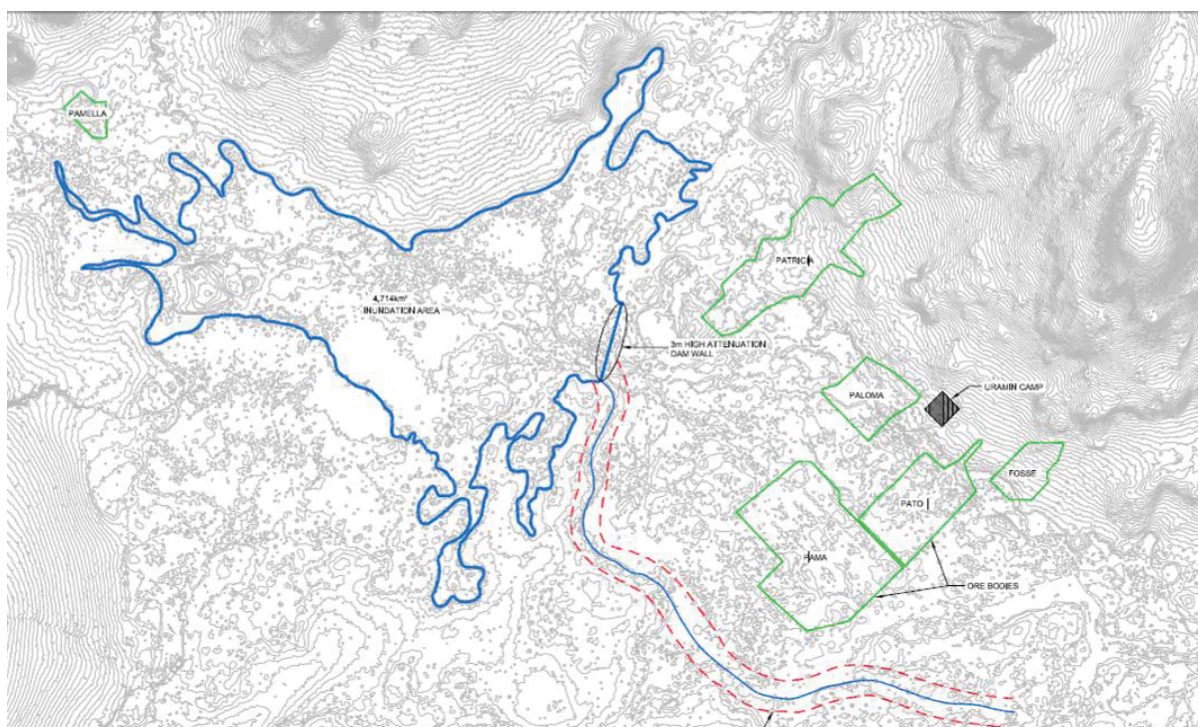 PAMELLA
PATRICIA
4,714km²
INUNDATION AREA
3m HIGH ATTENUATION
DAM WALL
URAMIN CAMP
PALOMA
FOSSE
PATO
RAMA
ORE BODIES